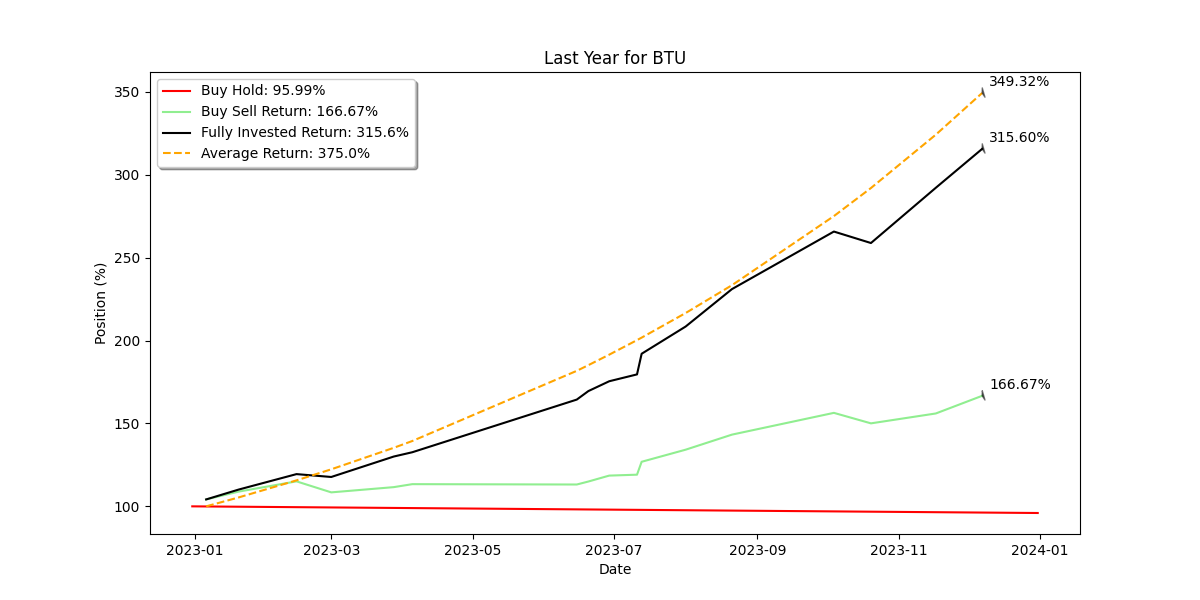 Last Year for BTU
Buy Hold: 95.99%
Buy Sell Return: 166.67%
Fully Invested Return: 315.6%
Average Return: 375.0%
349.32%
315.60%
166.67%
350
300
250
200
150
100
Position (%)
2023-01
2023-03
2023-05
2023-07
2023-09
2023-11
2024-01
Date